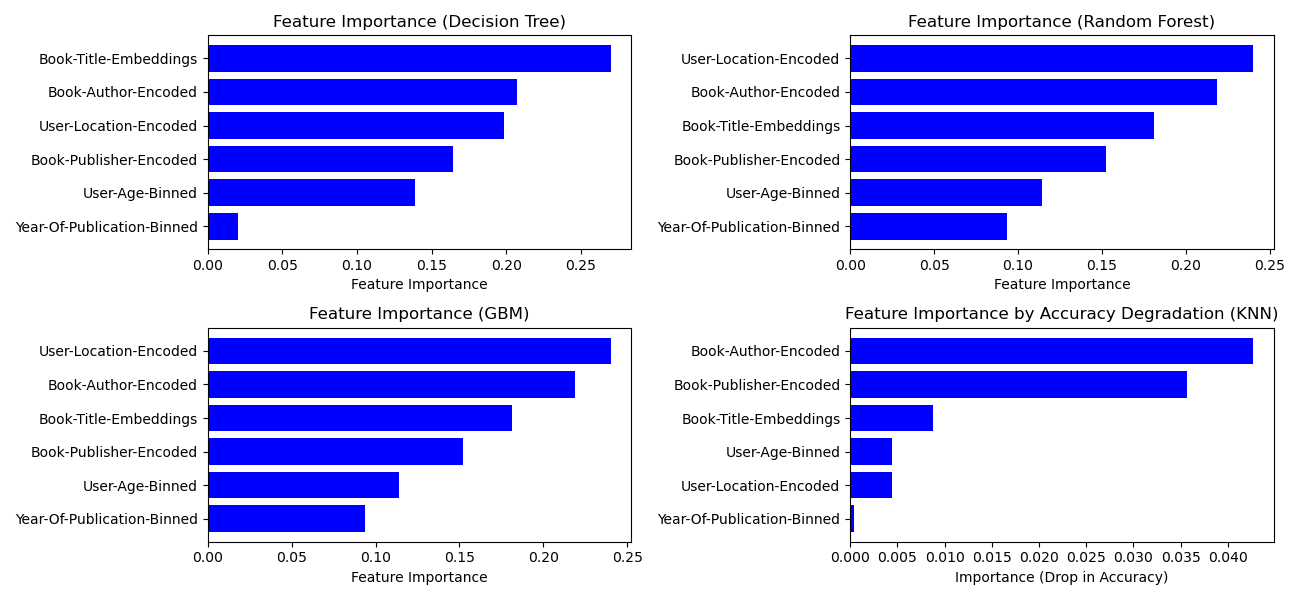 Feature Importance (Decision Tree)
Book-Title-Embeddings
Book-Author-Encoded
User-Location-Encoded
Book-Publisher-Encoded
User-Age-Binned
Year-Of-Publication-Binned
0.00 0.05 0.10 0.15 0.20 0.25
Feature Importance
Feature Importance (Random Forest)
User-Location-Encoded
Book-Author-Encoded
Book-Title-Embeddings
Book-Publisher-Encoded
User-Age-Binned
Year-Of-Publication-Binned
0.00 0.05 0.10 0.15 0.20 0.25
Feature Importance
Feature Importance (GBM)
User-Location-Encoded
Book-Author-Encoded
Book-Title-Embeddings
Book-Publisher-Encoded
User-Age-Binned
Year-Of-Publication-Binned
0.00 0.05 0.10 0.15 0.20 0.25
Feature Importance
Feature Importance by Accuracy Degradation (KNN)
Book-Author-Encoded
Book-Publisher-Encoded
Book-Title-Embeddings
User-Age-Binned
User-Location-Encoded
Year-Of-Publication-Binned
0.000 0.005 0.010 0.015 0.020 0.025 0.030 0.035 0.040
Importance (Drop in Accuracy)